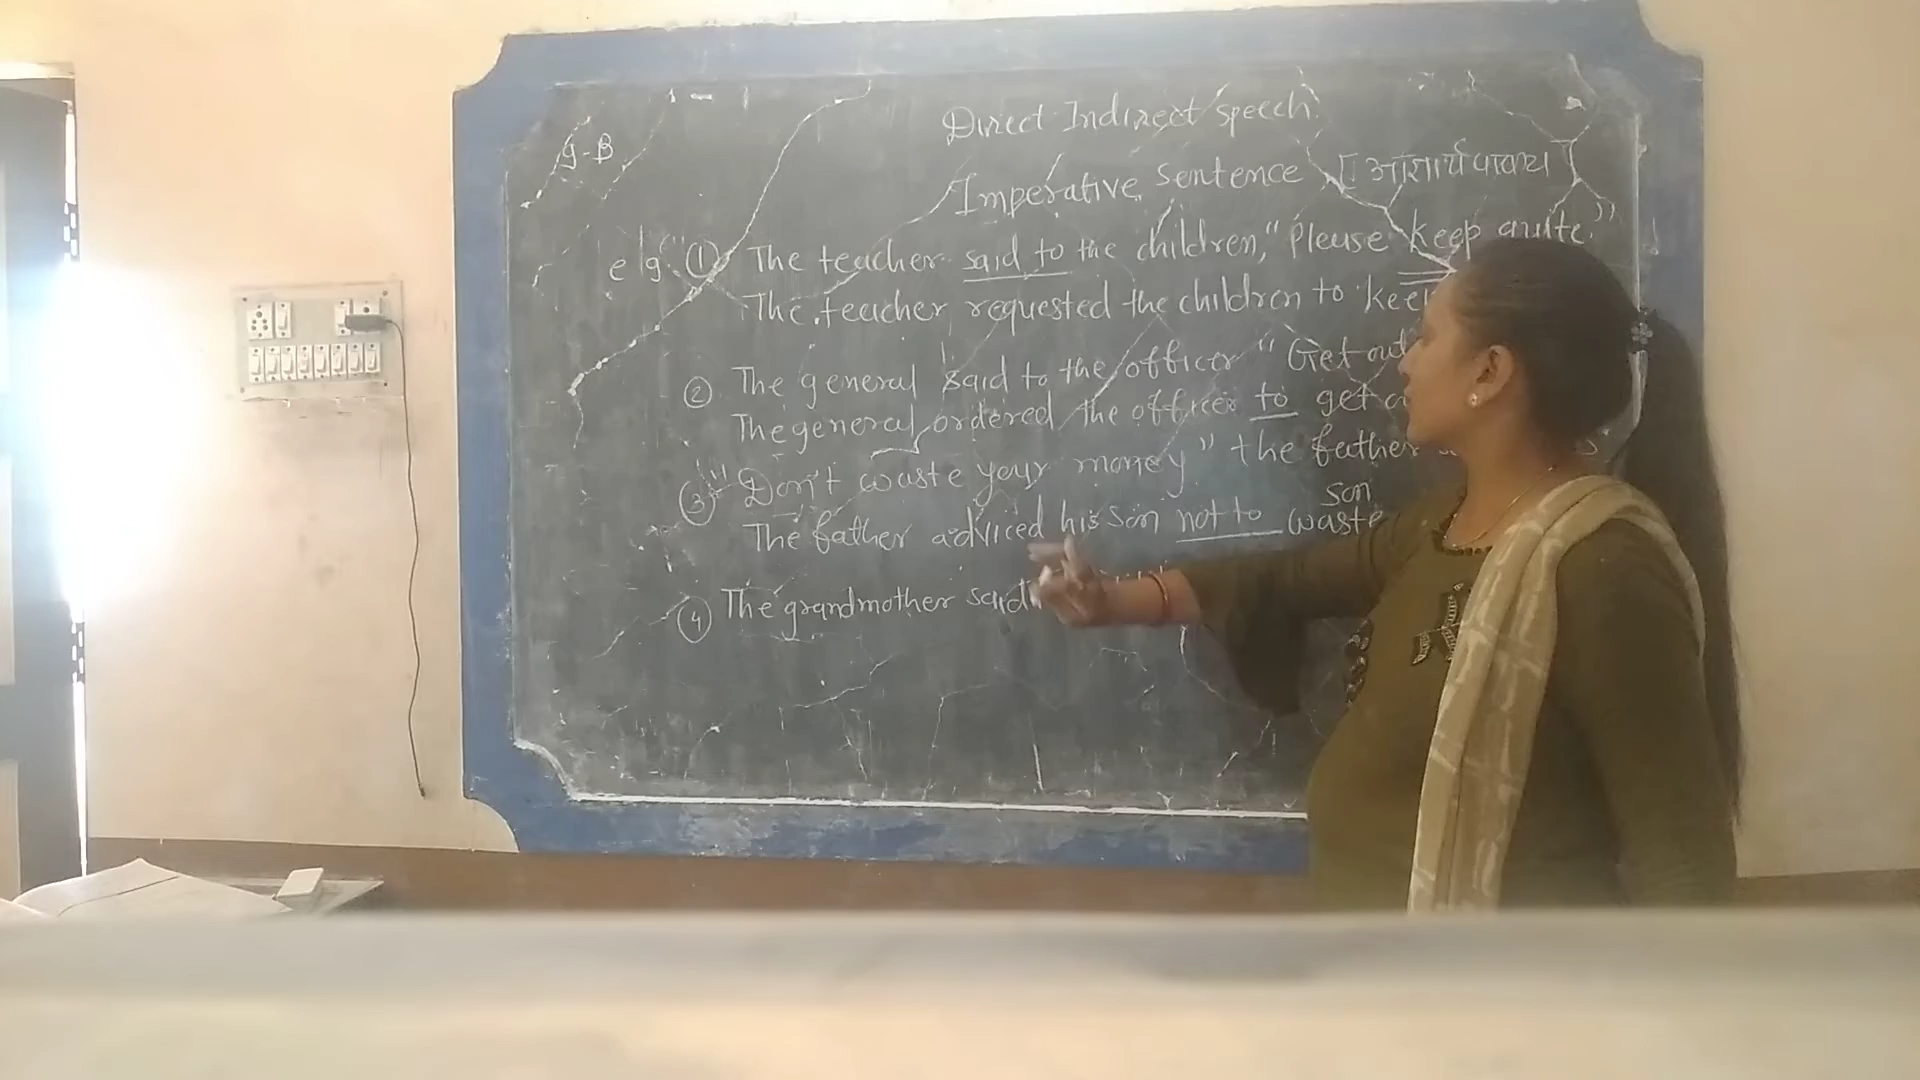 9-B
Direct Indirect speech.
Imperative Sentence [आज्ञार्थ वाक्य]
e/g. (1) The teacher said to the children, "Please keep quite."
The teacher requested the children to kee
(2) The general said to the officer "Get out
The general ordered the officer to get
(3) "Don't waste your money" the father
son
The father adviced his son not to waste
(4) The grandmother said